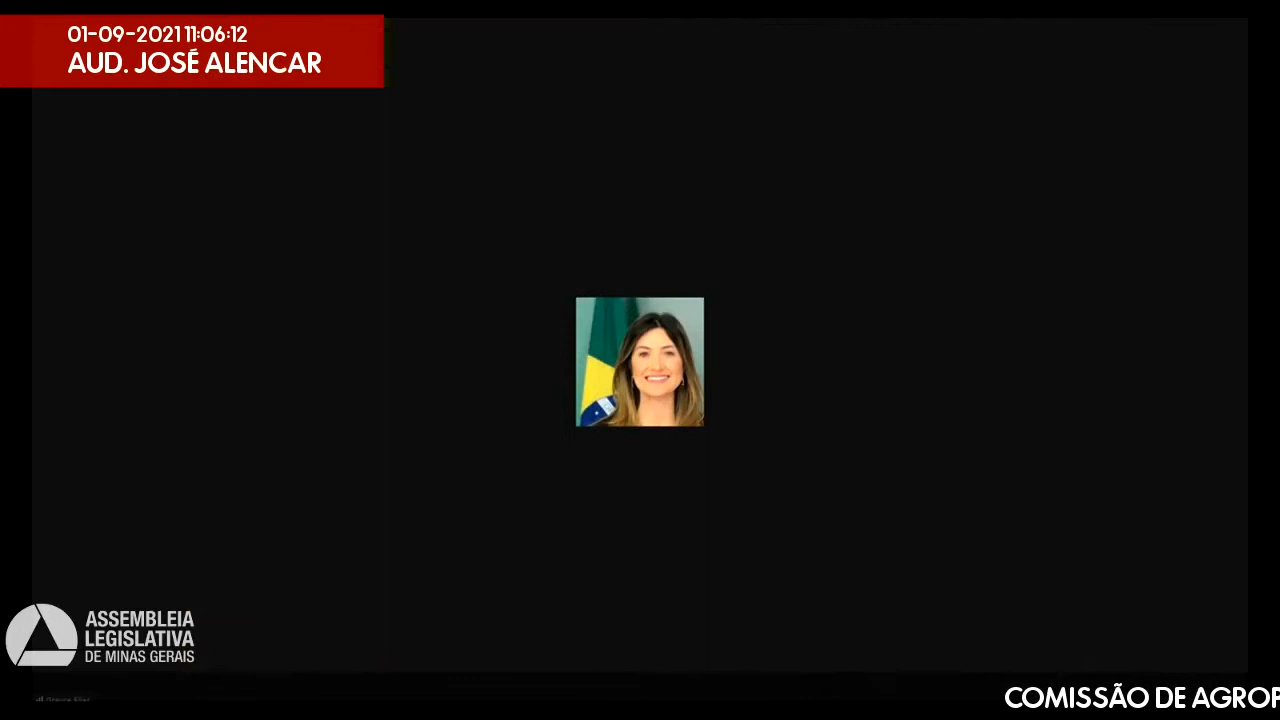 01-09-2021 11:06:12
AUD. JOSÉ ALENCAR
ASSEMBLEIA
LEGISLATIVA
DE MINAS GERAIS
COMISSÃO DE AGROP